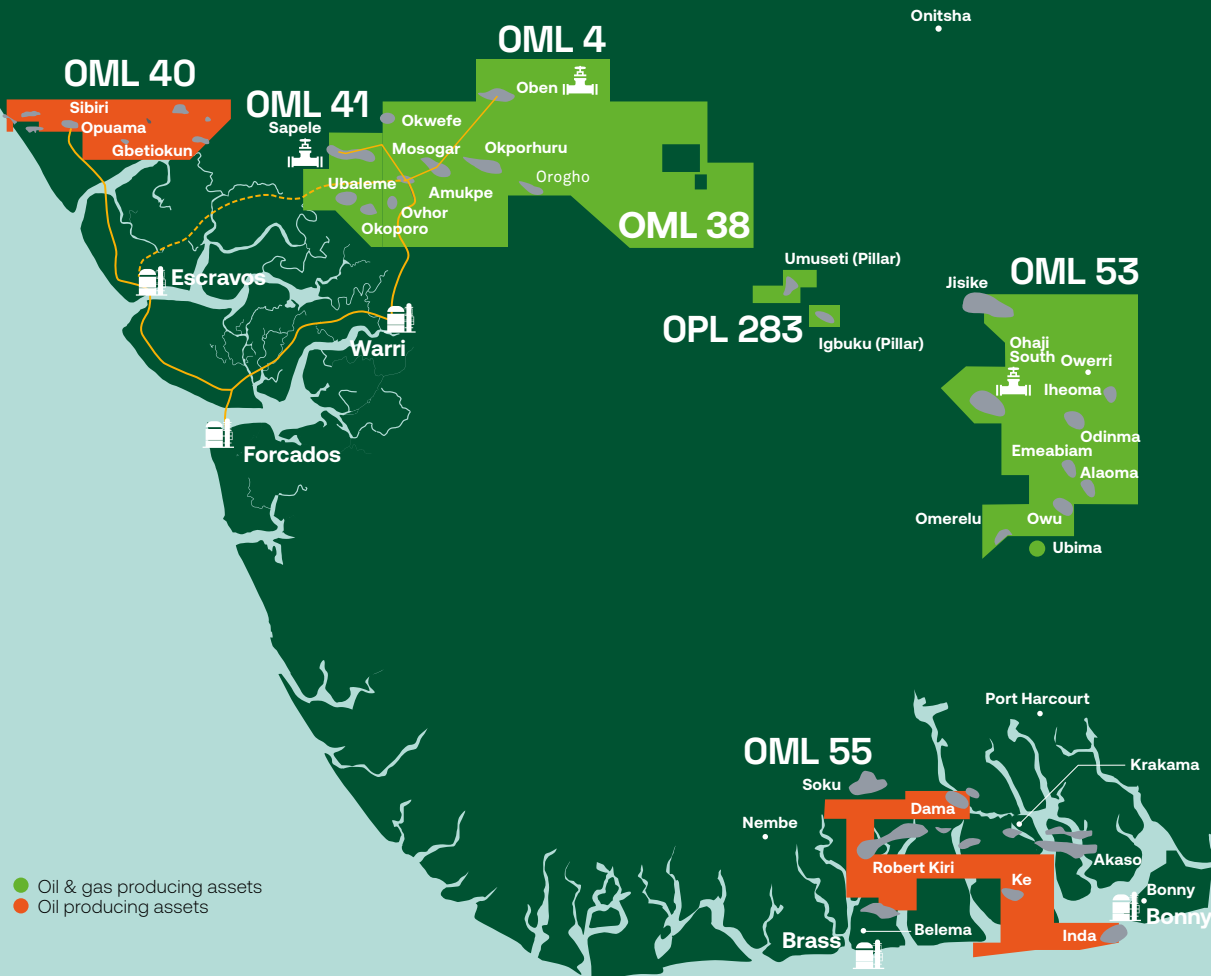 Onitsha
OML 4
OML 40
Oben
OML 41
Sibiri
Opuama
Okwefe
Sapele
Gbetiokun
Mosogar
Okporhuru
Orogho
Ubaleme
Amukpe
Ovhor
OML 38
Okoporo
Umuseti (Pillar)
OML 53
Escravos
Jisike
OPL 283
Igbuku (Pillar)
Warri
Ohaji
South
Owerri
Iheoma
Odinma
Forcados
Emeabiam
Alaoma
Omerelu
Owu
Ubima
Port Harcourt
OML 55
Krakama
Soku
Dama
Nembe
Akaso
Robert Kiri
Ke
Oil & gas producing assets
Oil producing assets
Bonny
Bonny
Belema
Inda
Brass